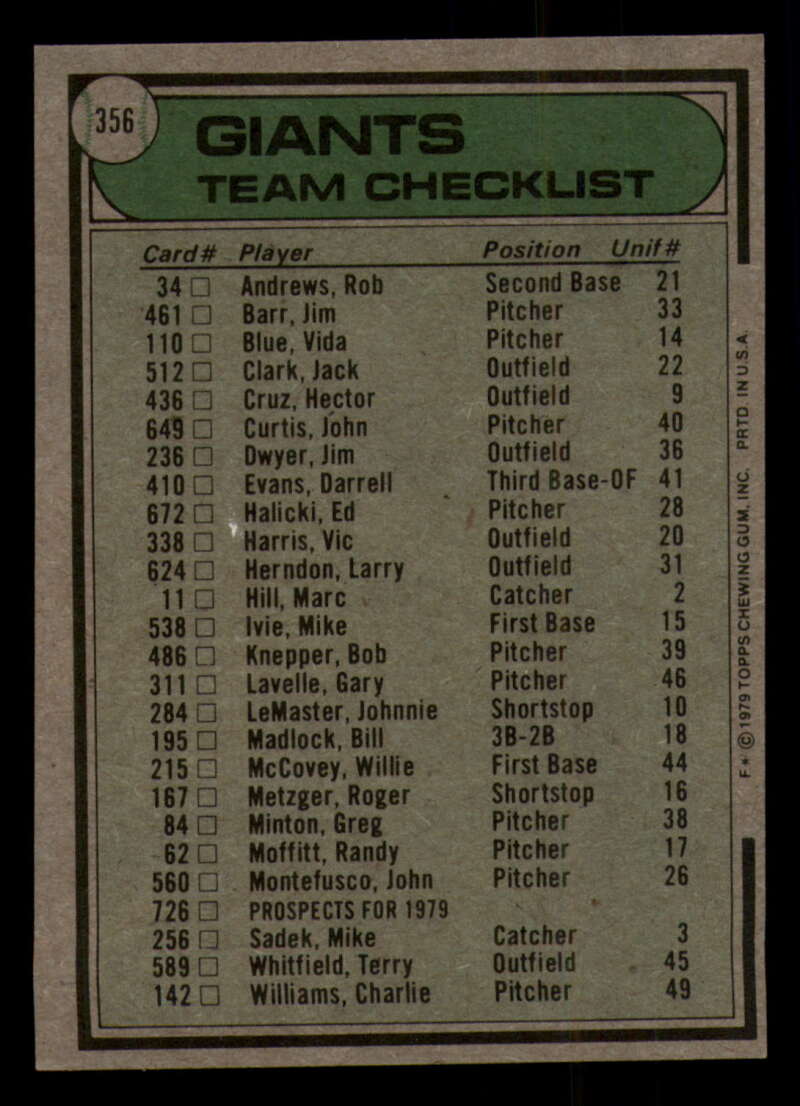 356
GIANTS
TEAM CHECKLIST
Card# Player Position Unif#
34 Andrews, Rob Second Base 21
461 Barr, Jim Pitcher 33
110 Blue, Vida Pitcher 14
512 Clark, Jack Outfield 22
436 Cruz, Hector Outfield 9
649 Curtis, John Pitcher 40
236 Dwyer, Jim Outfield 36
410 Evans, Darrell Third Base-OF 41
672 Halicki, Ed Pitcher 28
338 Harris, Vic Outfield 20
624 Herndon, Larry Outfield 31
11 Hill, Marc Catcher 2
538 Ivie, Mike First Base 15
486 Knepper, Bob Pitcher 39
311 Lavelle, Gary Pitcher 46
284 LeMaster, Johnnie Shortstop 10
195 Madlock, Bill 3B-2B 18
215 McCovey, Willie First Base 44
167 Metzger, Roger Shortstop 16
84 Minton, Greg Pitcher 38
62 Moffitt, Randy Pitcher 17
560 Montefusco, John Pitcher 26
726 PROSPECTS FOR 1979
256 Sadek, Mike Catcher 3
589 Whitfield, Terry Outfield 45
142 Williams, Charlie Pitcher 49
F* © 1979 TOPPS CHEWING GUM, INC. PRTD. IN U.S.A.